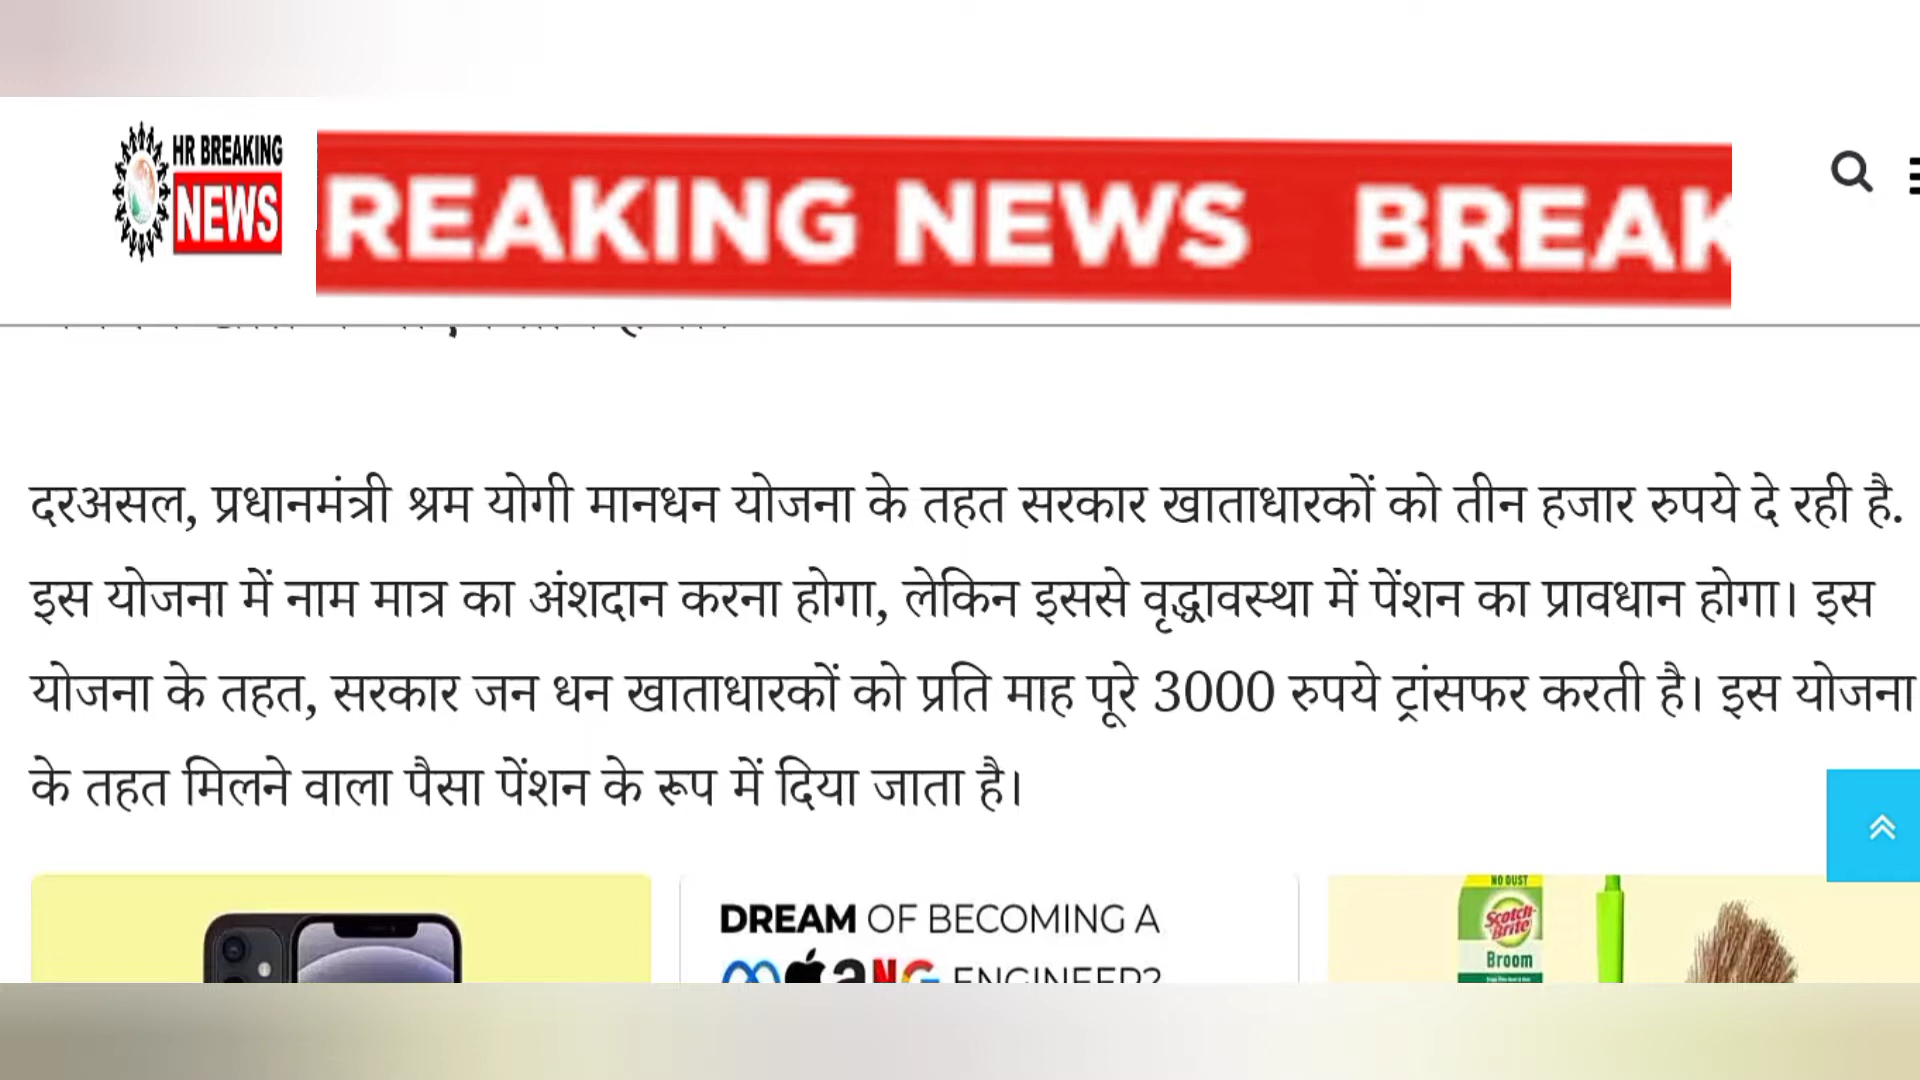 HR BREAKING
NEWS
REAKING NEWS BREAK
दरअसल, प्रधानमंत्री श्रम योगी मानधन योजना के तहत सरकार खाताधारकों को तीन हजार रुपये दे रही है.
इस योजना में नाम मात्र का अंशदान करना होगा, लेकिन इससे वृद्धावस्था में पेंशन का प्रावधान होगा। इस
योजना के तहत, सरकार जन धन खाताधारकों को प्रति माह पूरे 3000 रुपये ट्रांसफर करती है। इस योजना
के तहत मिलने वाला पैसा पेंशन के रूप में दिया जाता है।
DREAM OF BECOMING A
ENGINEER?
NO DUST
Scotch-
Brite
Broom